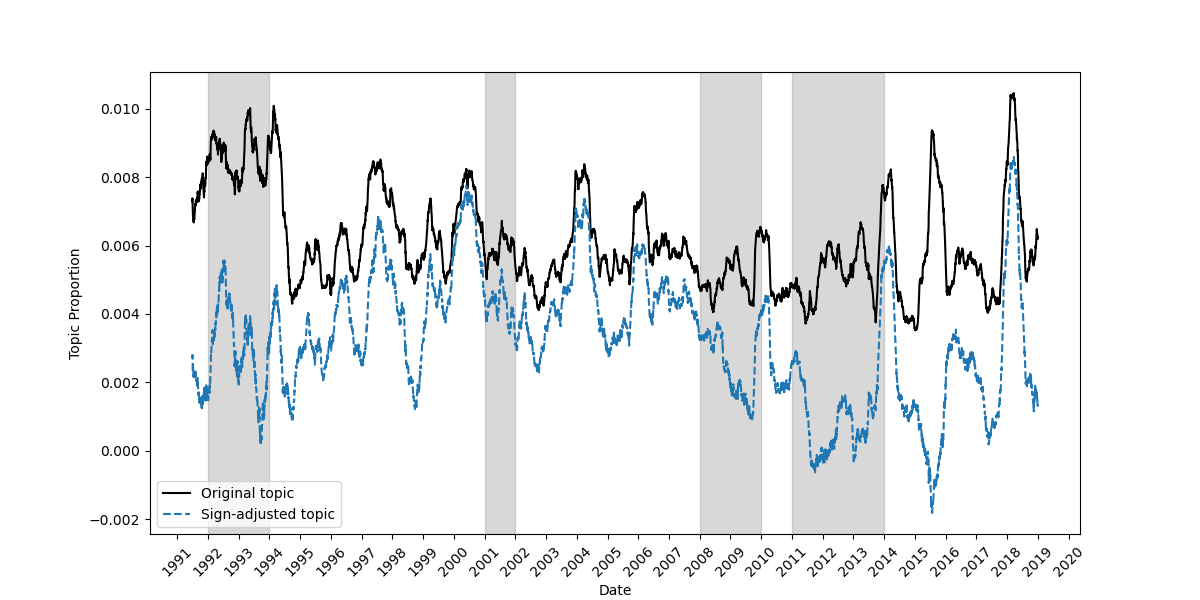 Topic Proportion
0.010
0.008
0.006
0.004
0.002
0.000
−0.002
Original topic
Sign-adjusted topic
1991 1992 1993 1994 1995 1996 1997 1998 1999 2000 2001 2002 2003 2004 2005 2006 2007 2008 2009 2010 2011 2012 2013 2014 2015 2016 2017 2018 2019 2020
Date